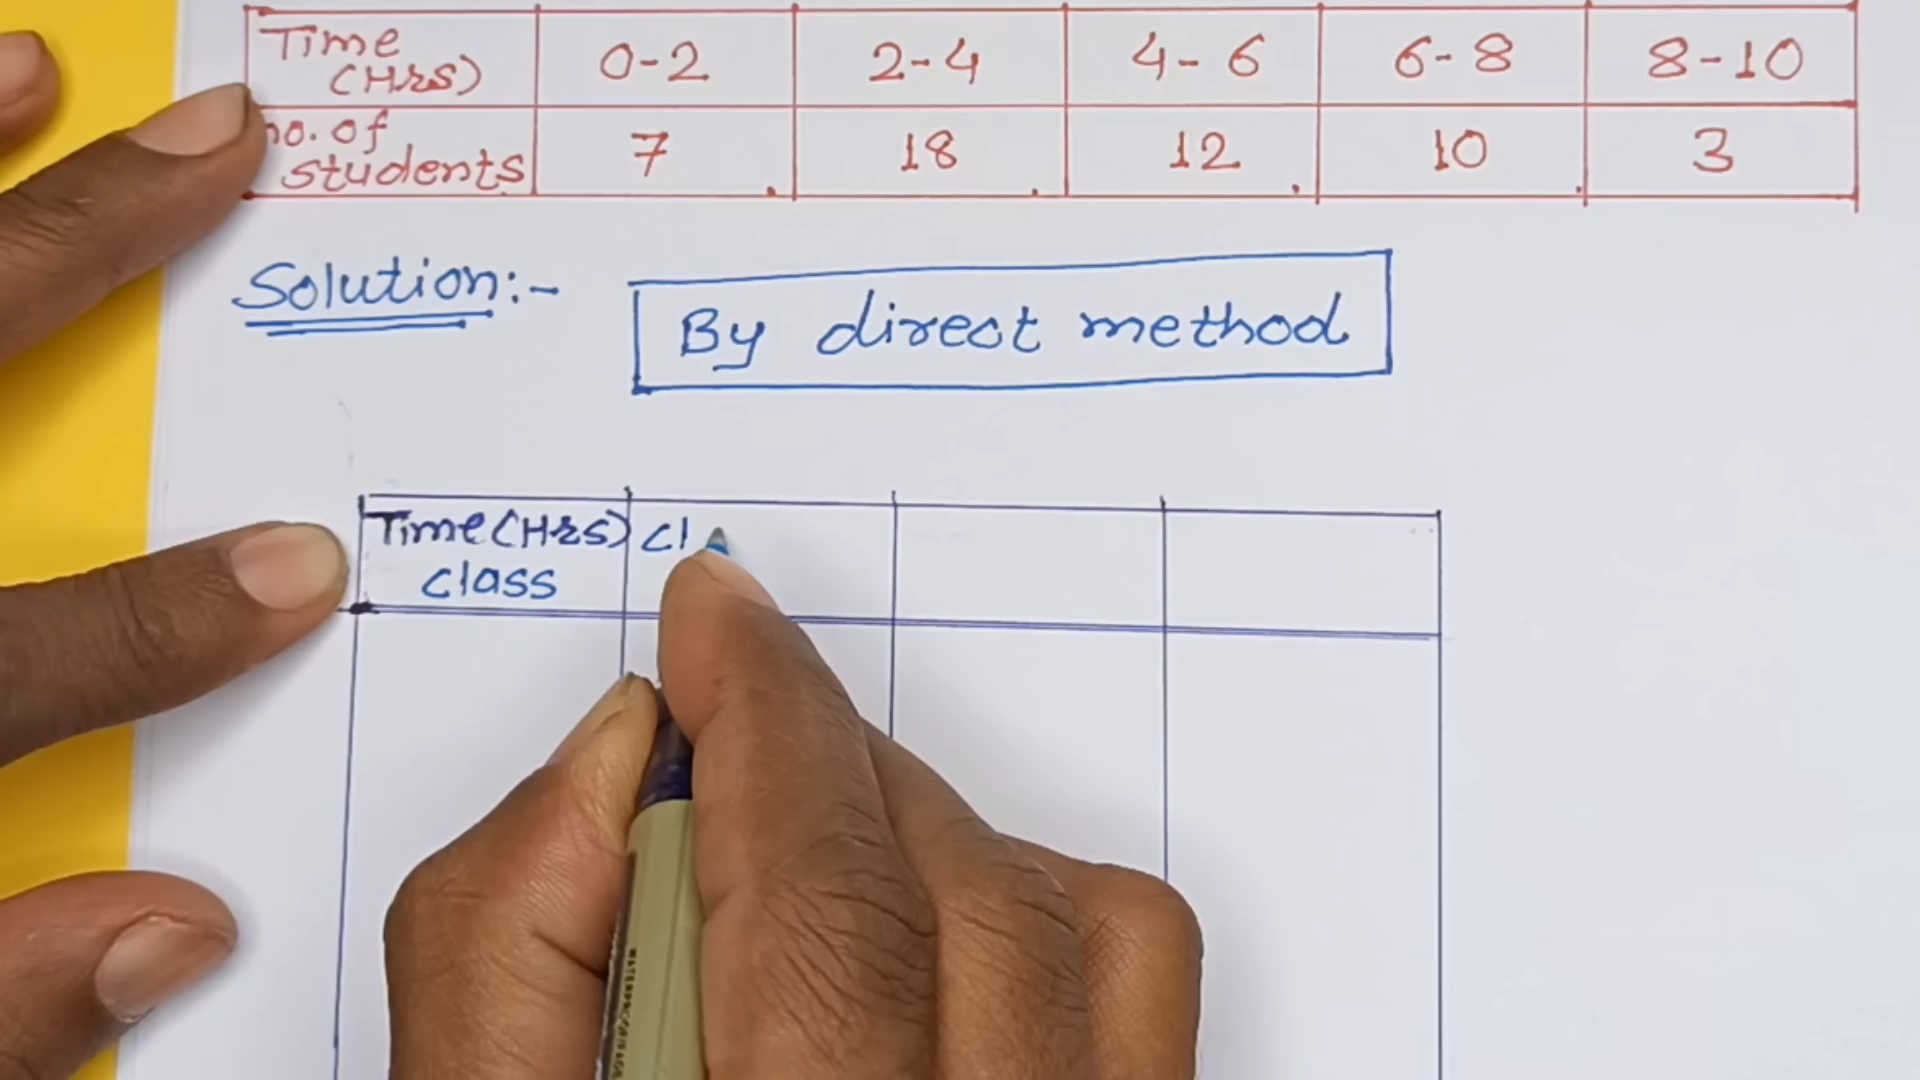 Time (Hrs) 0-2 2-4 4-6 6-8 8-10
no. of students 7 18 12 10 3
Solution:-
By direct method
Time (Hrs) cl
class